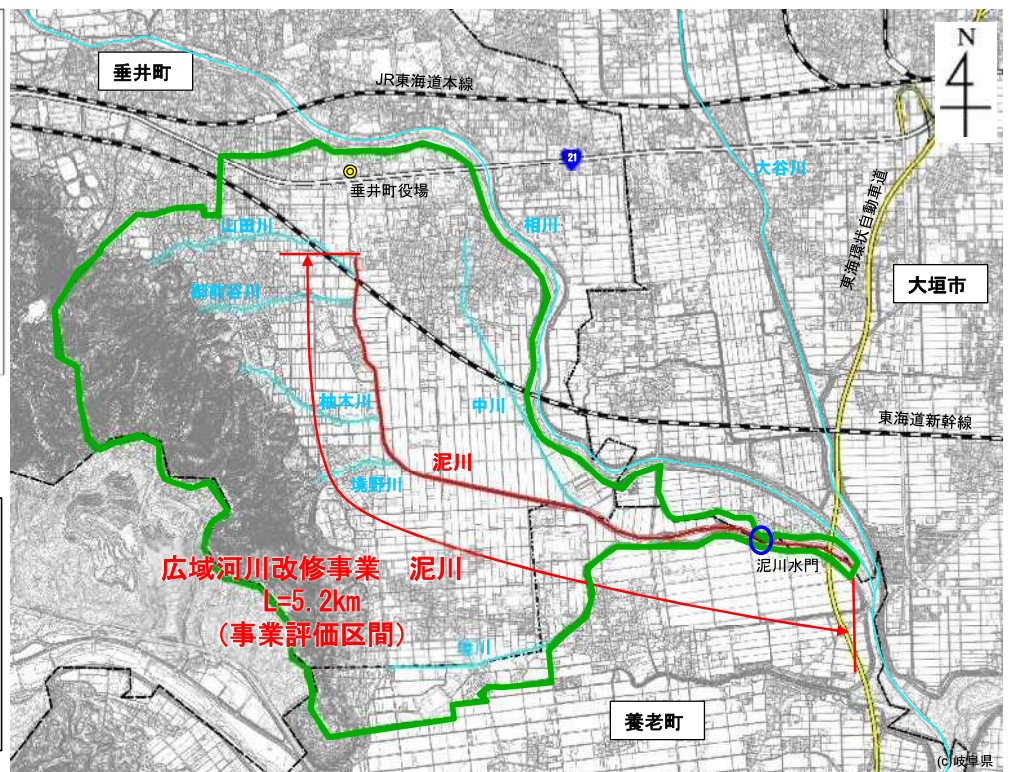 垂井町
JR東海道本線
N
21
垂井町役場
大谷川
東海環状自動車道
山田川
相川
大垣市
御前谷川
柚木川
中川
東海道新幹線
泥川
境野川
広域河川改修事業 泥川
L=5.2km
(事業評価区間)
泥川水門
養老町
(c)岐阜県